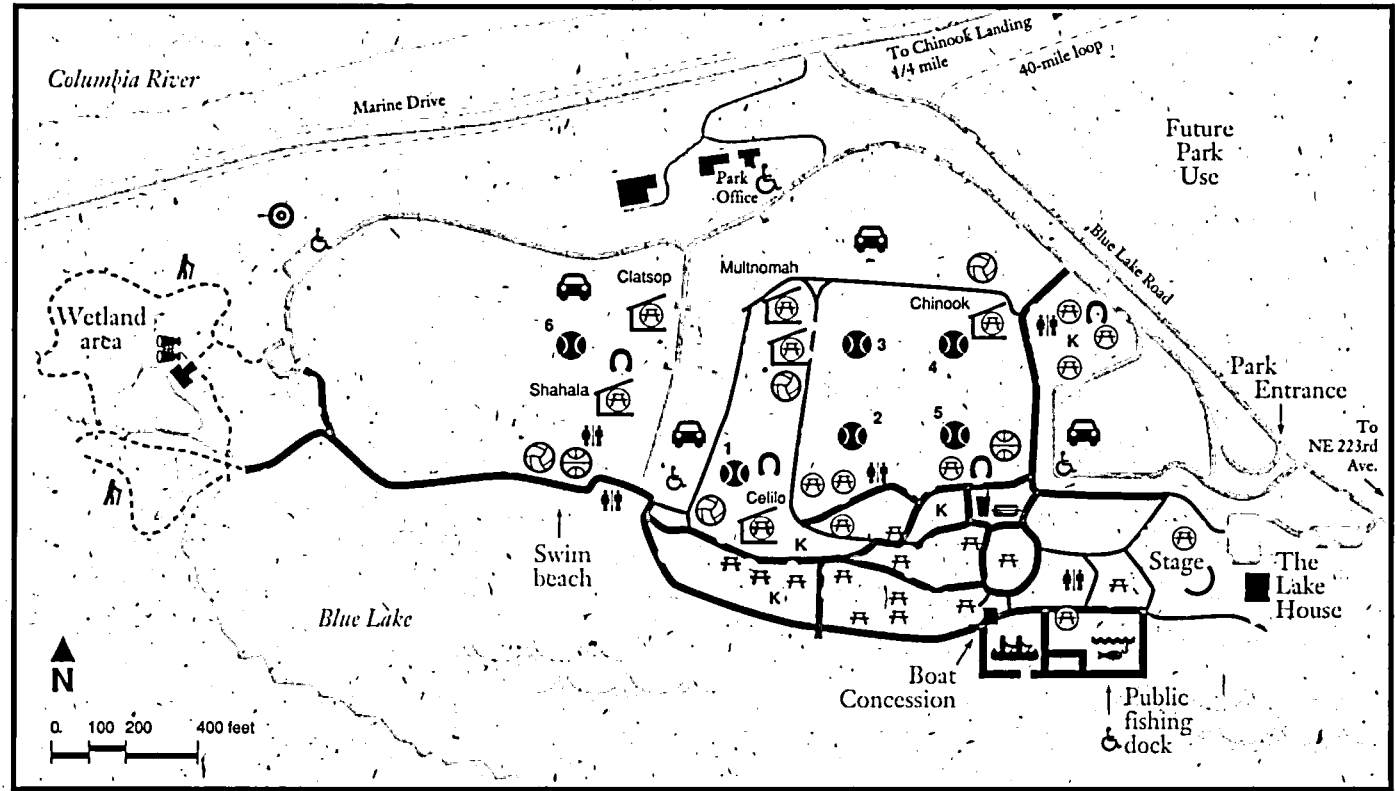 Columbia River
Marine Drive
To Chinook Landing
1/4 mile
40-mile loop
Future
Park
Use
Park
Office
Blue Lake Road
Wetland
area
Clatsop
Multnomah
Chinook
6
3
4
K
Shahala
Park
Entrance
To
NE 223rd
Ave.
1
2
5
Celilo
K
K
K
Swim
beach
Stage
The
Lake
House
Blue Lake
N
Boat
Concession
Public
fishing
dock
0. 100 200 400 feet